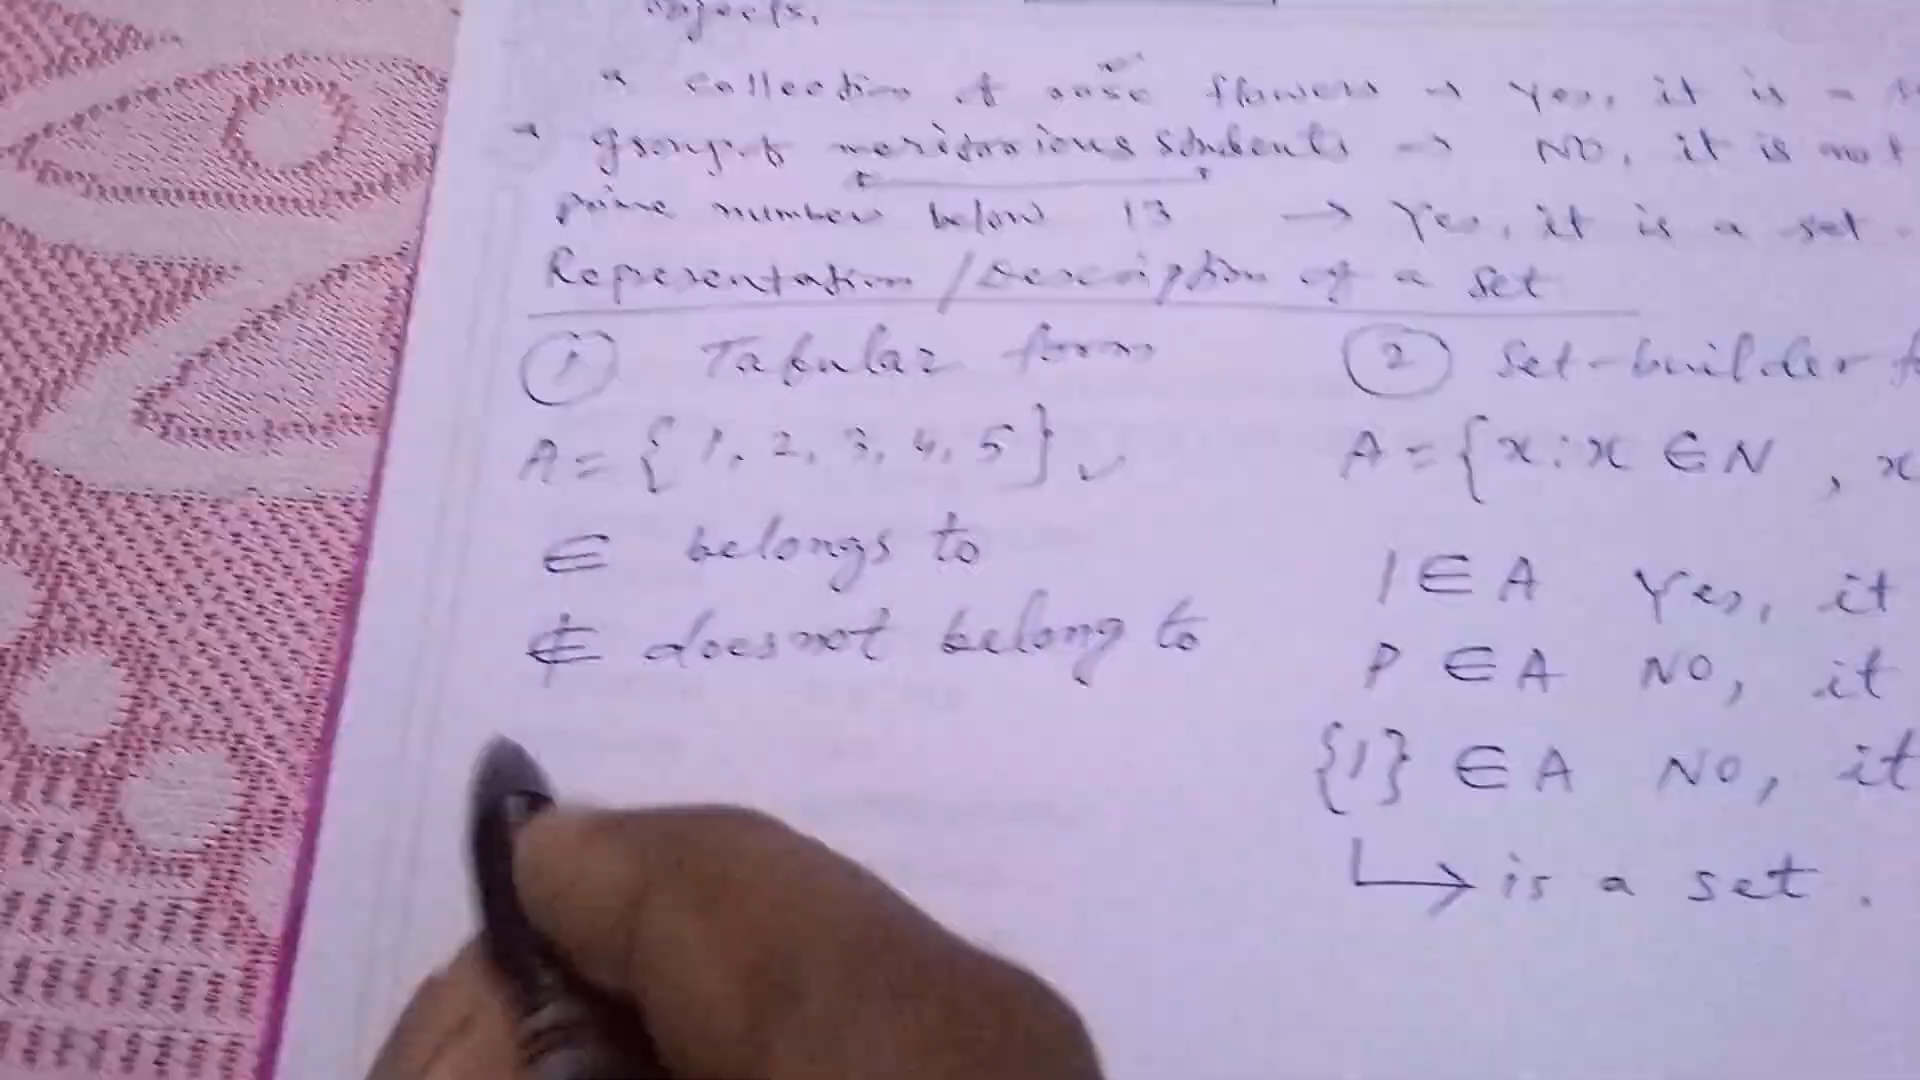 objects.
a collection of rose flowers → Yes, it is a
a group of meritorious students → NO, it is not
prime number below 13 → Yes, it is a set.
Representation / Description of a set
① Tabular form
② Set-builder
A = {1, 2, 3, 4, 5} ✓
A = {x : x ∈ N , x
∈ belongs to
∉ does not belong to
1 ∈ A Yes, it
P ∈ A NO, it
{1} ∈ A NO, it
↳ is a set.